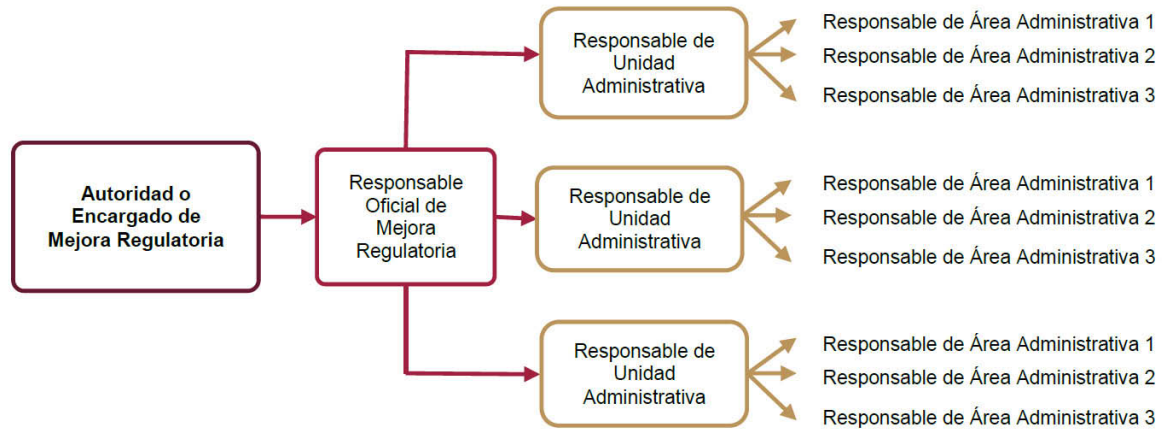 Autoridad o
Encargado de
Mejora Regulatoria
Responsable
Oficial de
Mejora
Regulatoria
Responsable de
Unidad
Administrativa
Responsable de Área Administrativa 1
Responsable de Área Administrativa 2
Responsable de Área Administrativa 3
Responsable de
Unidad
Administrativa
Responsable de Área Administrativa 1
Responsable de Área Administrativa 2
Responsable de Área Administrativa 3
Responsable de
Unidad
Administrativa
Responsable de Área Administrativa 1
Responsable de Área Administrativa 2
Responsable de Área Administrativa 3